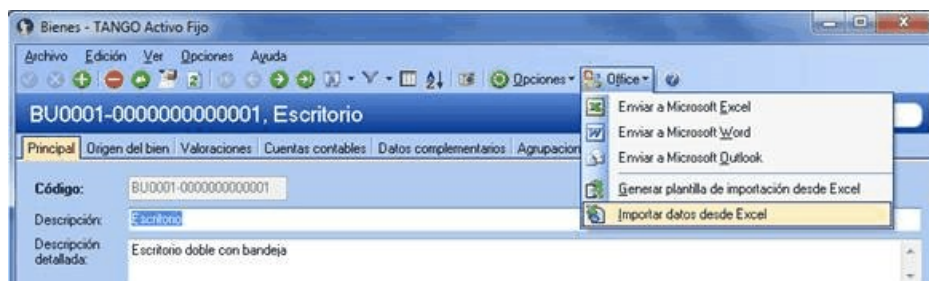 Bienes - TANGO Activo Fijo
Archivo Edición Ver Opciones Ayuda
Opciones Office
BU0001-0000000000001, Escritorio
Enviar a Microsoft Excel
Enviar a Microsoft Word
Enviar a Microsoft Outlook
Generar plantilla de importación desde Excel
Importar datos desde Excel
Principal Origen del bien Valoraciones Cuentas contables Datos complementarios Agrupacion
Código: BU0001-0000000000001
Descripción: Escritorio
Descripción detallada: Escritorio doble con bandeja